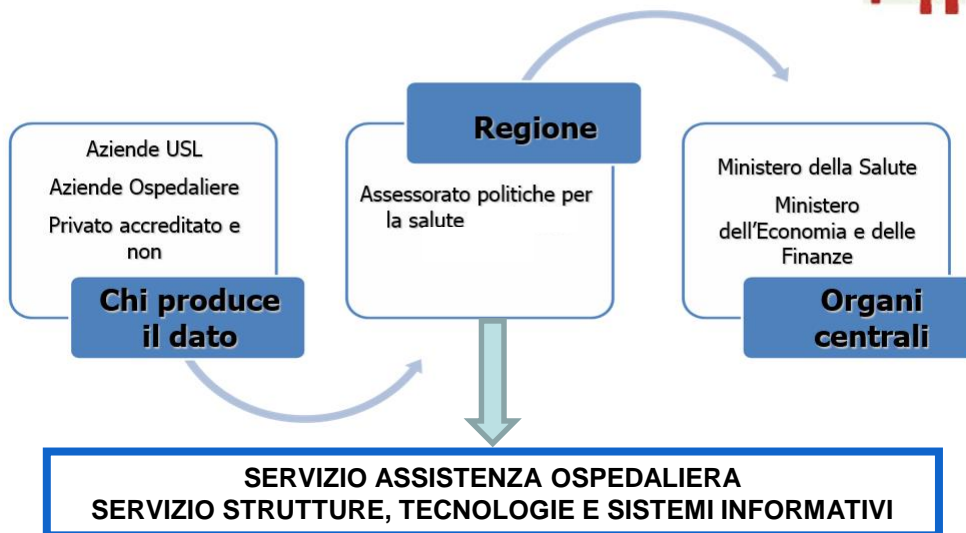 Aziende USL
Aziende Ospedaliere
Privato accreditato e
non
Chi produce
il dato
Regione
Assessorato politiche per
la salute
Ministero della Salute
Ministero
dell'Economia e delle
Finanze
Organi
centrali
SERVIZIO ASSISTENZA OSPEDALIERA
SERVIZIO STRUTTURE, TECNOLOGIE E SISTEMI INFORMATIVI